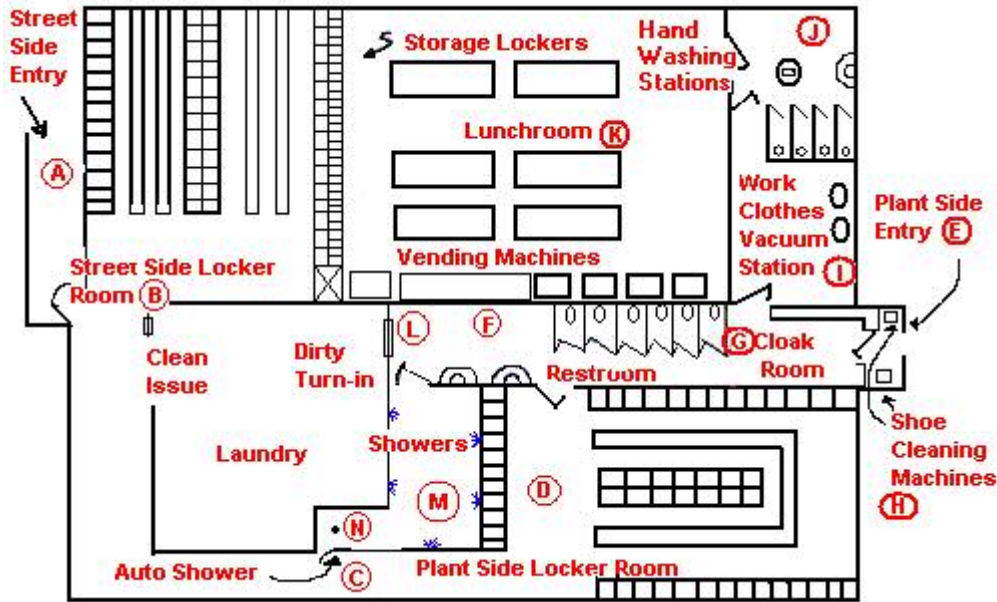 Street
Side
Entry
Storage Lockers
Hand
Washing
Stations
J
Lunchroom K
A
Work
Clothes
Vacuum
Station I
Plant Side
Entry E
Vending Machines
Street Side Locker
Room B
L
F
G Cloak
Room
Clean
Issue
Dirty
Turn-in
Restroom
Shoe
Cleaning
Machines
H
Showers
Laundry
M
D
N
Auto Shower
C
Plant Side Locker Room